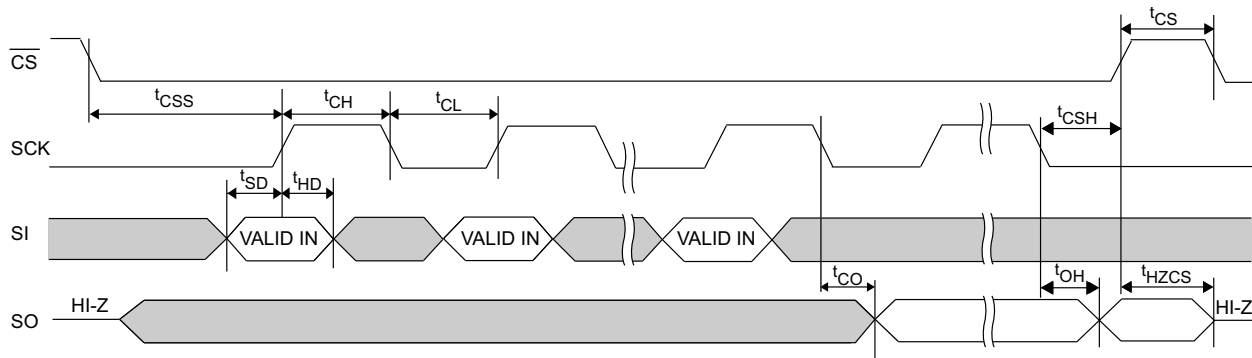 tCS
CS
tCSS
tCH
tCL
tCSH
SCK
tSD
tHD
SI
VALID IN
VALID IN
VALID IN
tCO
tOH
tHZCS
HI-Z
HI-Z
SO